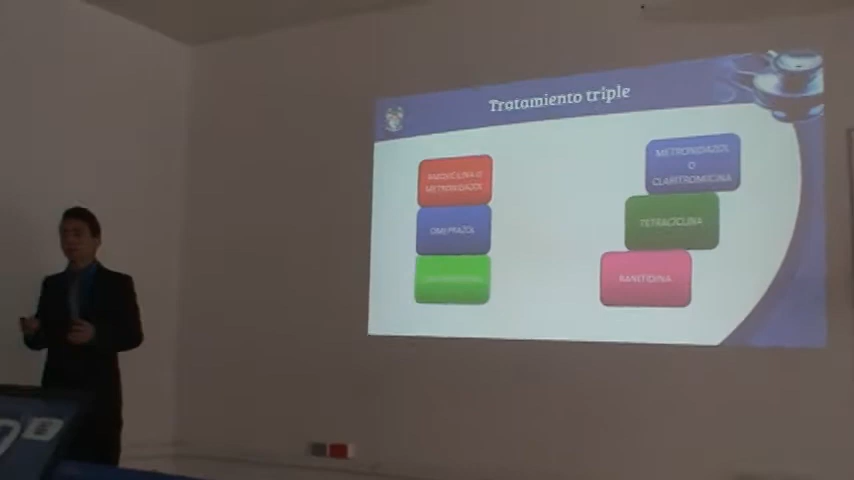 Tratamiento triple
AMOXICILINA O
METRONIDAZOL
OMEPRAZOL
METRONIDAZOL
O
CLARITROMICINA
TETRACICLINA
RANITIDINA